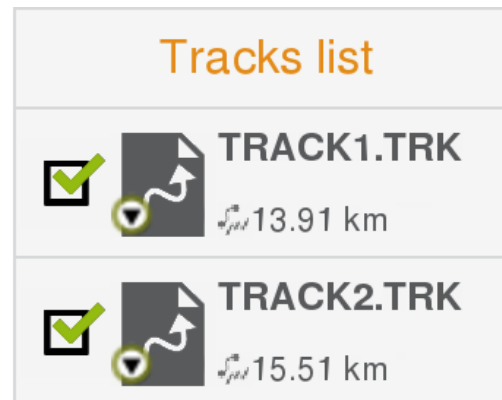 Tracks list
TRACK1.TRK
13.91 km
TRACK2.TRK
15.51 km